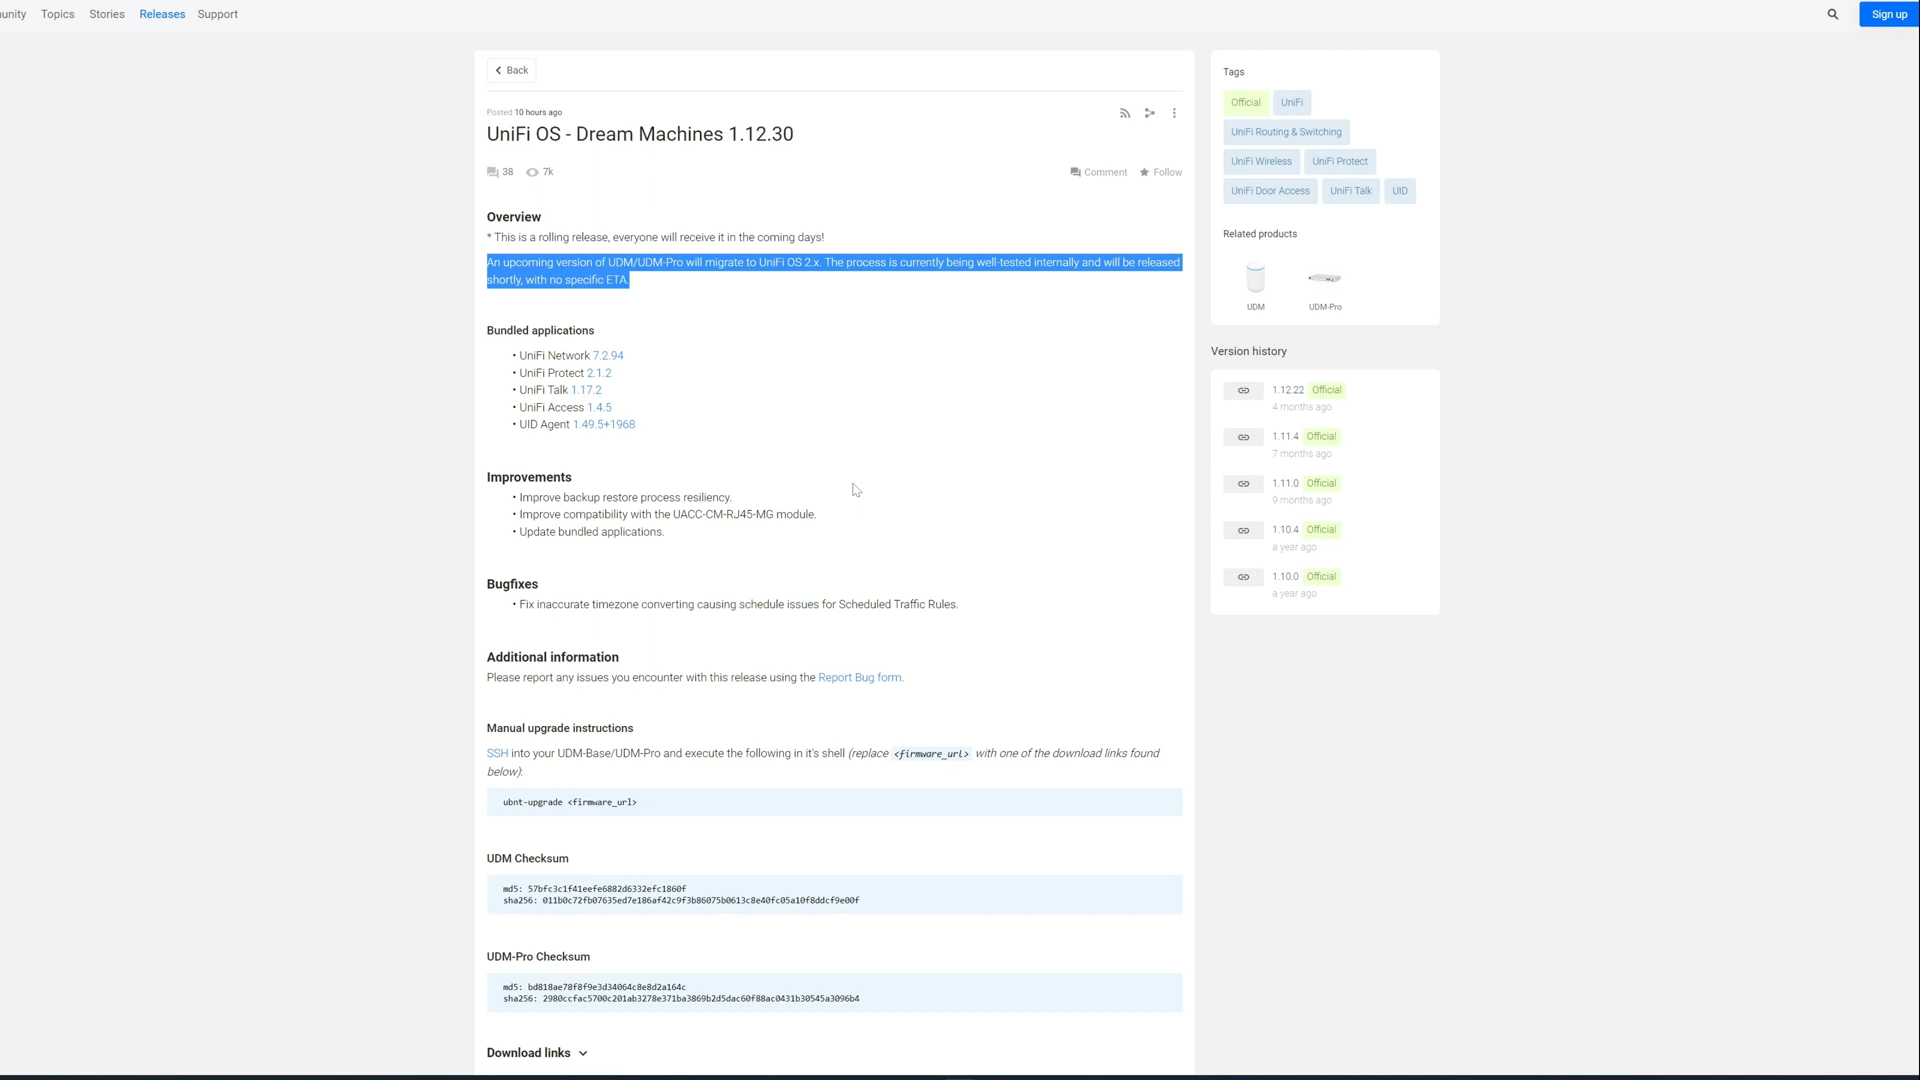 unity Topics Stories Releases Support Sign up
Back
Posted 10 hours ago
UniFi OS - Dream Machines 1.12.30
38 7k Comment Follow
Overview
* This is a rolling release, everyone will receive it in the coming days!
An upcoming version of UDM/UDM-Pro will migrate to UniFi OS 2.x. The process is currently being well-tested internally and will be released
shortly, with no specific ETA.
Bundled applications
• UniFi Network 7.2.94
• UniFi Protect 2.1.2
• UniFi Talk 1.17.2
• UniFi Access 1.4.5
• UID Agent 1.49.5+1968
Improvements
• Improve backup restore process resiliency.
• Improve compatibility with the UACC-CM-RJ45-MG module.
• Update bundled applications.
Bugfixes
• Fix inaccurate timezone converting causing schedule issues for Scheduled Traffic Rules.
Additional information
Please report any issues you encounter with this release using the Report Bug form.
Manual upgrade instructions
SSH into your UDM-Base/UDM-Pro and execute the following in it's shell (replace <firmware_url> with one of the download links found
below):
ubnt-upgrade <firmware_url>
UDM Checksum
md5: 57bfc3c1f41eefe6882d6332efc1860f
sha256: 011b0c72fb07635ed7e186af42c9f3b86075b0613c8e40fc05a10f8ddcf9e00f
UDM-Pro Checksum
md5: bd818ae78f8f9e3d34064c8e8d2a164c
sha256: 2980ccfac5700c201ab3278e371ba3869b2d5dac60f88ac0431b30545a3096b4
Download links
Tags
Official UniFi
UniFi Routing & Switching
UniFi Wireless UniFi Protect
UniFi Door Access UniFi Talk UID
Related products
UDM UDM-Pro
Version history
1.12.22 Official
4 months ago
1.11.4 Official
7 months ago
1.11.0 Official
9 months ago
1.10.4 Official
a year ago
1.10.0 Official
a year ago